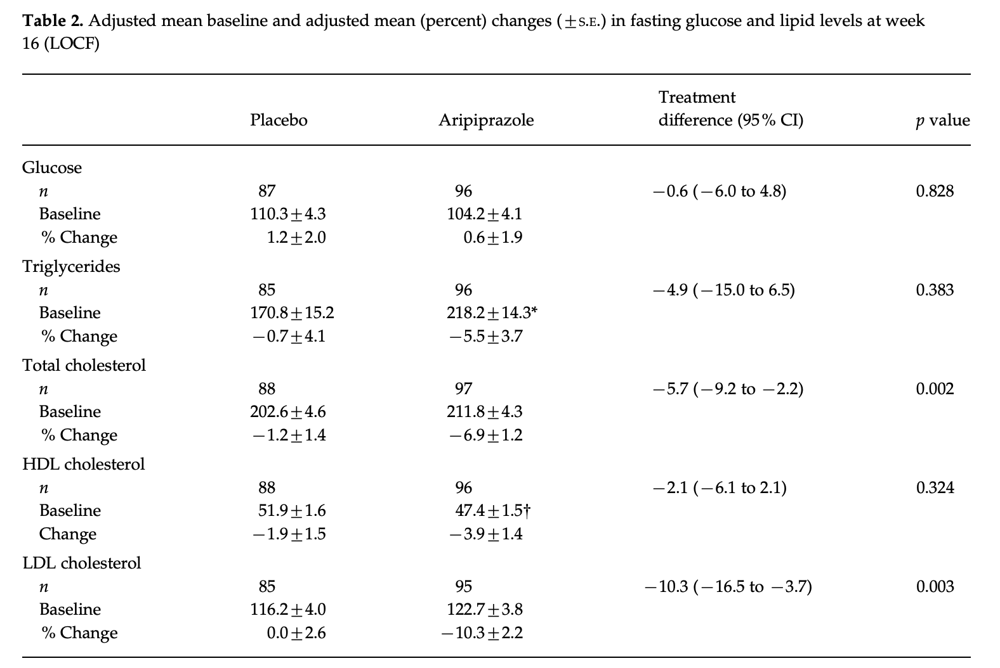 Table 2. Adjusted mean baseline and adjusted mean (percent) changes (±S.E.) in fasting glucose and lipid levels at week
16 (LOCF)
Treatment
Placebo Aripiprazole difference (95% CI) p value
Glucose
n 87 96 −0.6 (−6.0 to 4.8) 0.828
Baseline 110.3±4.3 104.2±4.1
% Change 1.2±2.0 0.6±1.9
Triglycerides
n 85 96 −4.9 (−15.0 to 6.5) 0.383
Baseline 170.8±15.2 218.2±14.3*
% Change −0.7±4.1 −5.5±3.7
Total cholesterol
n 88 97 −5.7 (−9.2 to −2.2) 0.002
Baseline 202.6±4.6 211.8±4.3
% Change −1.2±1.4 −6.9±1.2
HDL cholesterol
n 88 96 −2.1 (−6.1 to 2.1) 0.324
Baseline 51.9±1.6 47.4±1.5†
Change −1.9±1.5 −3.9±1.4
LDL cholesterol
n 85 95 −10.3 (−16.5 to −3.7) 0.003
Baseline 116.2±4.0 122.7±3.8
% Change 0.0±2.6 −10.3±2.2